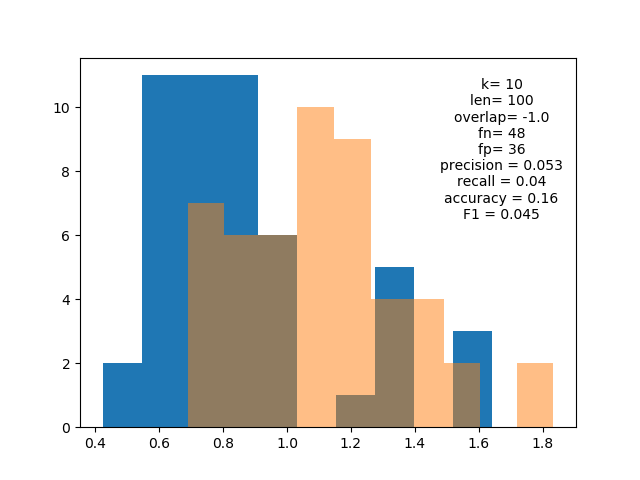 k= 10
len= 100
overlap= -1.0
fn= 48
fp= 36
precision = 0.053
recall = 0.04
accuracy = 0.16
F1 = 0.045
10
8
6
4
2
0
0.4 0.6 0.8 1.0 1.2 1.4 1.6 1.8